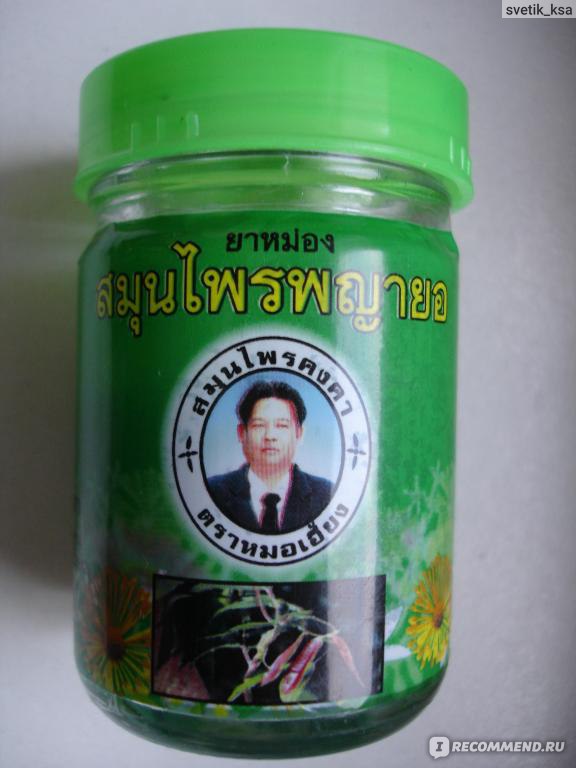 svetik_ksa
ยาหม่อง
สมุนไพรพญายอ
สมุนไพรคงคา
ตราหมอเฮี้ยง
I RECOMMEND.RU